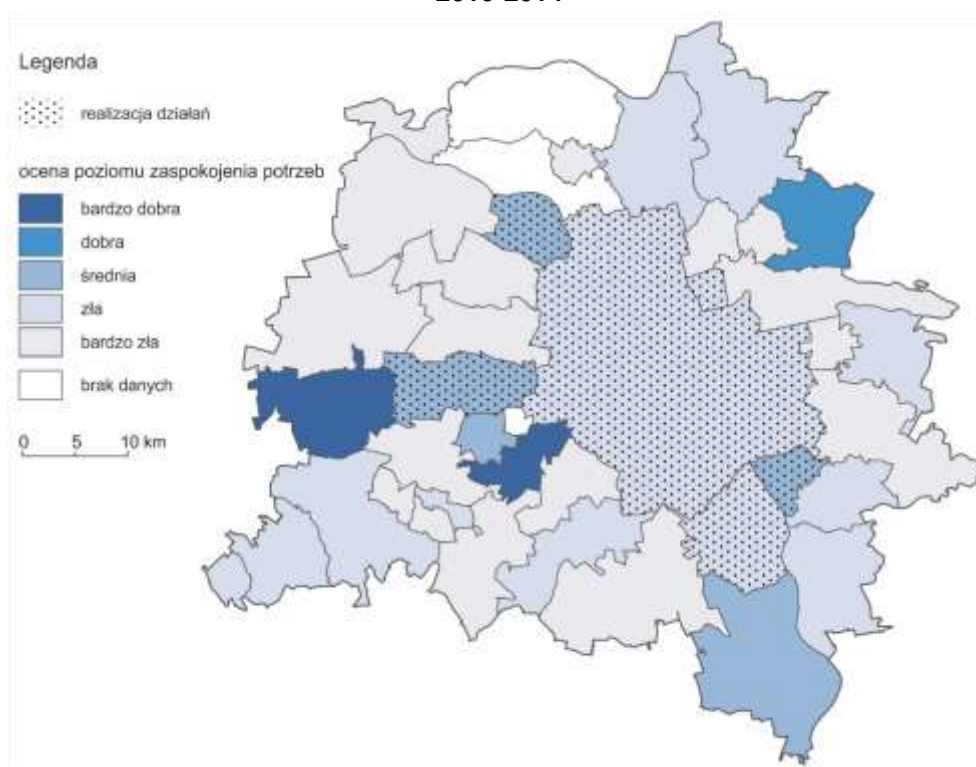 Legenda
realizacja działań
ocena poziomu zaspokojenia potrzeb
bardzo dobra
dobra
średnia
zła
bardzo zła
brak danych
0 5 10 km